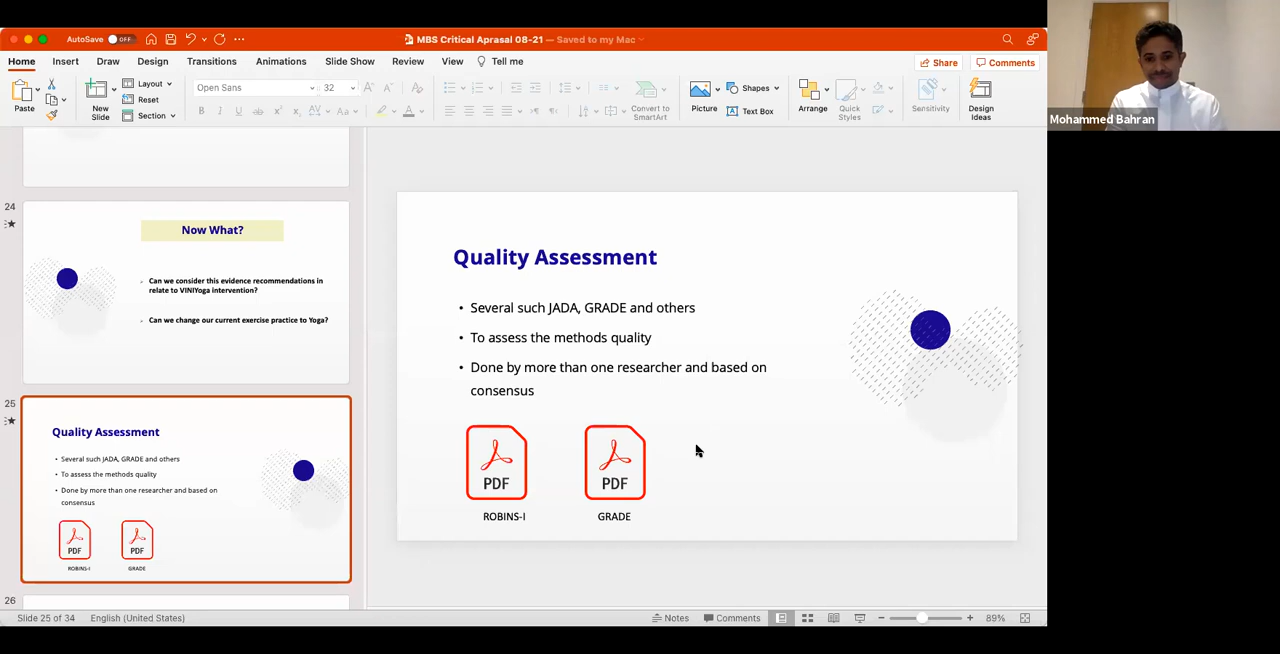 AutoSave OFF
MBS Critical Aprasal 08-21 — Saved to my Mac
Home Insert Draw Design Transitions Animations Slide Show Review View Tell me
Share Comments
Paste
New Slide
Layout
Reset
Section
Open Sans 32
B I U ab X² X₂ AV Aa A
Convert to SmartArt
Picture
Shapes
Text Box
Arrange
Quick Styles
Sensitivity
Design Ideas
Mohammed Bahran
24
Now What?
Can we consider this evidence recommendations in
relate to VINIYoga intervention?
Can we change our current exercise practice to Yoga?
25
Quality Assessment
• Several such JADA, GRADE and others
• To assess the methods quality
• Done by more than one researcher and based on
consensus
PDF PDF
ROBINS-I GRADE
26
Quality Assessment
• Several such JADA, GRADE and others
• To assess the methods quality
• Done by more than one researcher and based on
consensus
PDF PDF
ROBINS-I GRADE
Slide 25 of 34 English (United States)
Notes Comments 89%